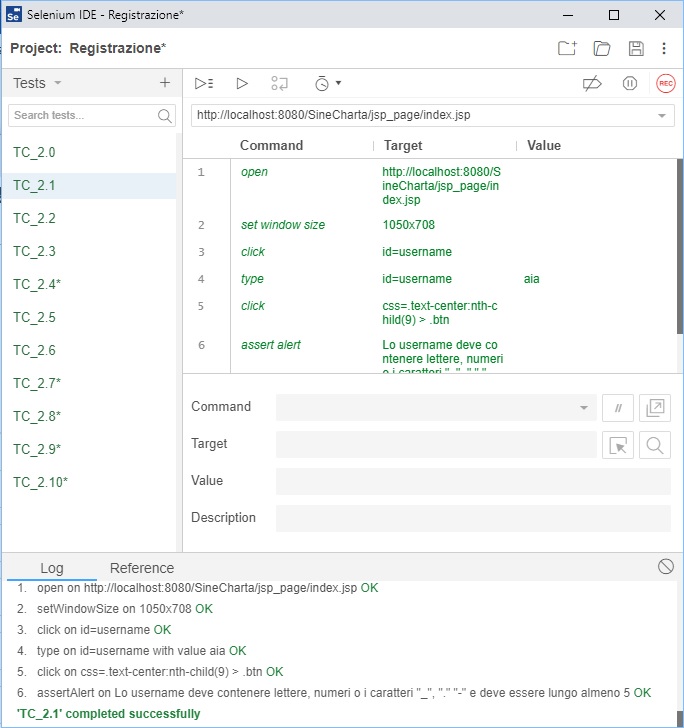 Selenium IDE - Registrazione*
Project: Registrazione*
Tests
REC
Search tests...
http://localhost:8080/SineCharta/jsp_page/index.jsp
Command Target Value
TC_2.0
TC_2.1
TC_2.2
TC_2.3
TC_2.4*
TC_2.5
TC_2.6
TC_2.7*
TC_2.8*
TC_2.9*
TC_2.10*
1 open http://localhost:8080/S
ineCharta/jsp_page/in
dex.jsp
2 set window size 1050x708
3 click id=username
4 type id=username aia
5 click css=.text-center:nth-c
hild(9) > .btn
6 assert alert Lo username deve co
ntenere lettere, numeri
o i caratteri "_", "." "-"
Command
//
Target
Value
Description
Log Reference
1. open on http://localhost:8080/SineCharta/jsp_page/index.jsp OK
2. setWindowSize on 1050x708 OK
3. click on id=username OK
4. type on id=username with value aia OK
5. click on css=.text-center:nth-child(9) > .btn OK
6. assertAlert on Lo username deve contenere lettere, numeri o i caratteri "_", "." "-" e deve essere lungo almeno 5 OK
'TC_2.1' completed successfully